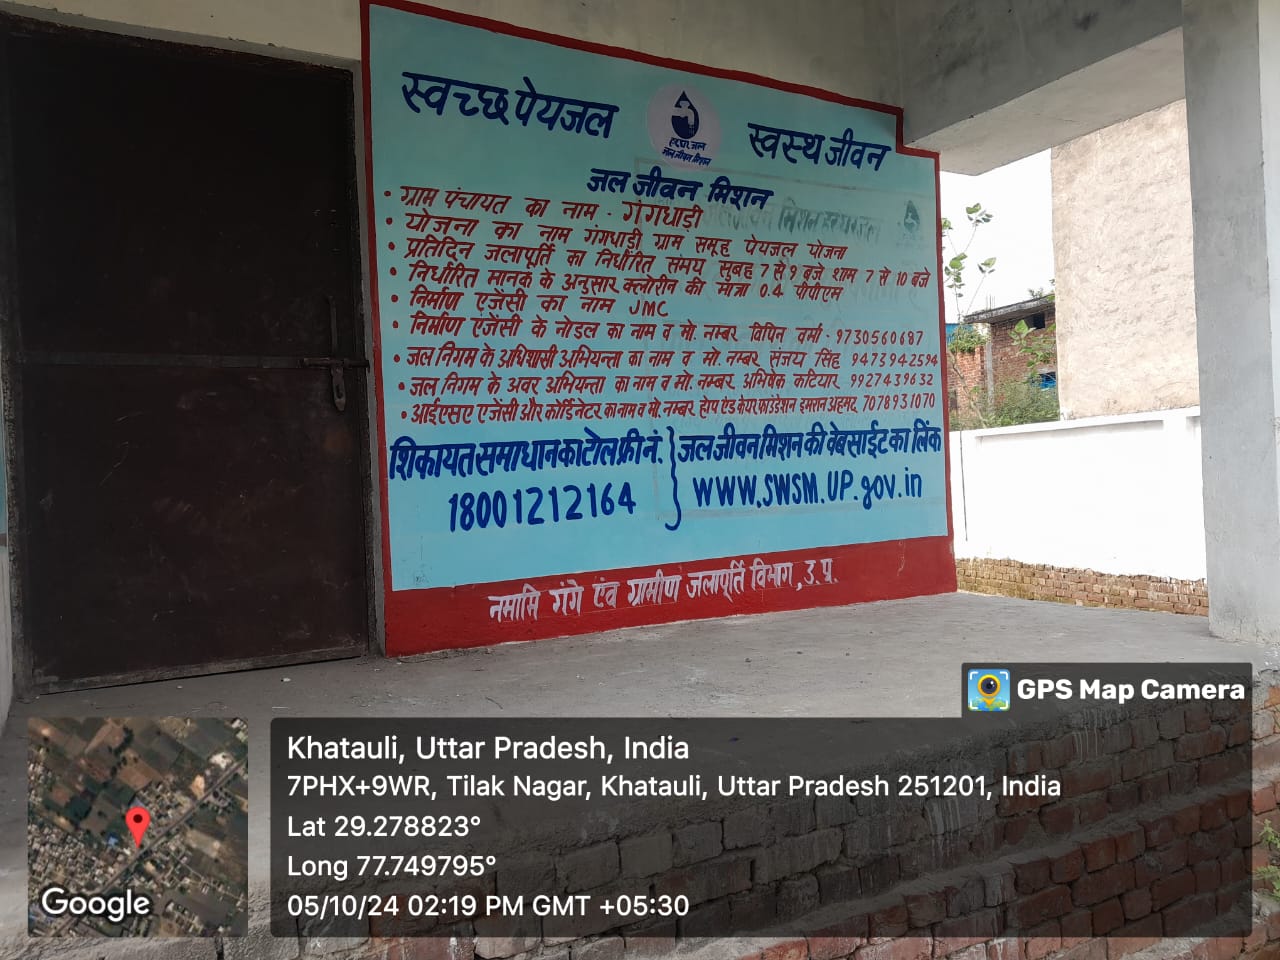 स्वच्छ पेयजल
हर घर जल
जल जीवन मिशन
स्वस्थ जीवन
जल जीवन मिशन
• ग्राम पंचायत का नाम - गंगधाड़ी
• योजना का नाम गंगधाड़ी ग्राम समूह पेयजल योजना
• प्रतिदिन जलापूर्ति का निर्धारित समय सुबह 7 से 9 बजे शाम 7 से 10 बजे
• निर्धारित मानक के अनुसार क्लोरीन की मात्रा 0.4 पीपीएम
• निर्माण एजेंसी का नाम JMC
• निर्माण एजेंसी के नोडल का नाम व मो. नम्बर विपिन वर्मा - 9730560687
• जल निगम के अधिशासी अभियन्ता का नाम व मो. नम्बर संजय सिंह 9473942594
• जल निगम के अवर अभियन्ता का नाम व मो. नम्बर अभिषेक कटियार 9927439632
• आईएसए एजेंसी और कॉर्डिनेटर का नाम व मो. नम्बर होप एंड केयर फाउंडेशन इमरान अहमद 7078931070
शिकायत समाधान का टोल फ्री नं.
18001212164
जल जीवन मिशन की वेबसाईट का लिंक
www.SWSM.UP.gov.in
नमामि गंगे एंव ग्रामीण जलापूर्ति विभाग, उ.प्र.
GPS Map Camera
Khatauli, Uttar Pradesh, India
7PHX+9WR, Tilak Nagar, Khatauli, Uttar Pradesh 251201, India
Lat 29.278823°
Long 77.749795°
05/10/24 02:19 PM GMT +05:30
Google